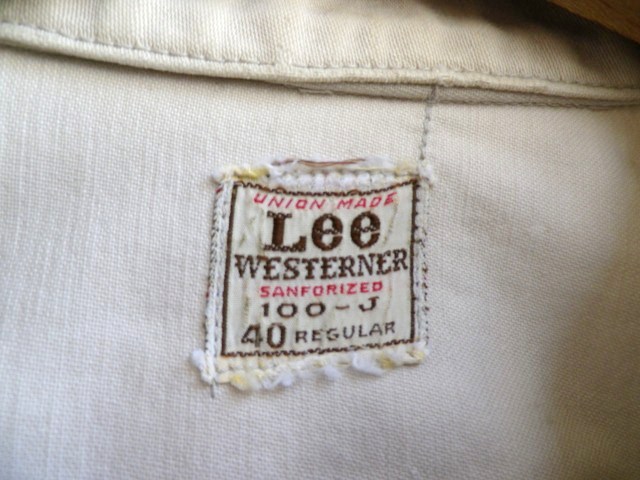 UNION MADE
Lee
WESTERNER
SANFORIZED
100-J
40 REGULAR